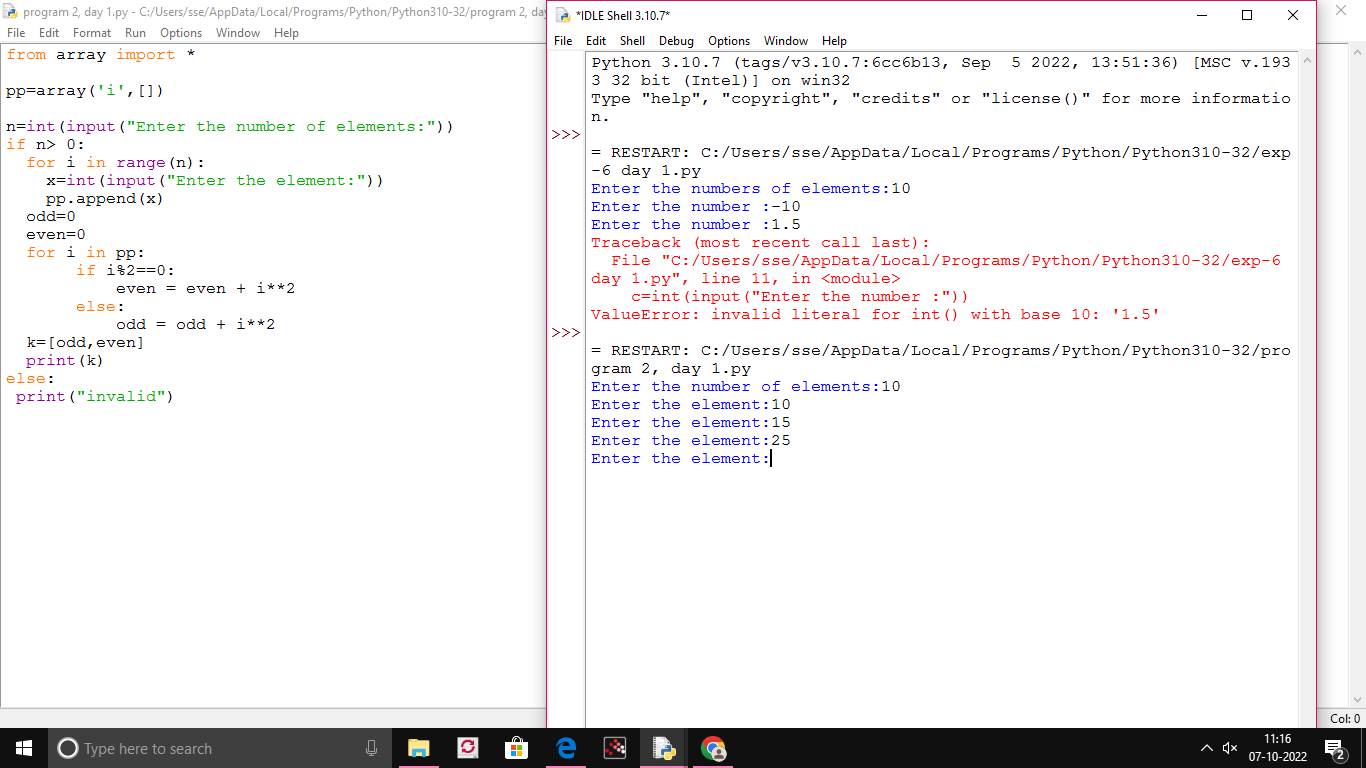 program 2, day 1.py - C:/Users/sse/AppData/Local/Programs/Python/Python310-32/program 2, day
File Edit Format Run Options Window Help
from array import *
pp=array('i',[])
n=int(input("Enter the number of elements:"))
if n> 0:
  for i in range(n):
    x=int(input("Enter the element:"))
    pp.append(x)
  odd=0
  even=0
  for i in pp:
       if i%2==0:
           even = even + i**2
       else:
           odd = odd + i**2
  k=[odd,even]
  print(k)
else:
 print("invalid")
*IDLE Shell 3.10.7*
File Edit Shell Debug Options Window Help
Python 3.10.7 (tags/v3.10.7:6cc6b13, Sep  5 2022, 13:51:36) [MSC v.193
3 32 bit (Intel)] on win32
Type "help", "copyright", "credits" or "license()" for more informatio
n.
>>>
= RESTART: C:/Users/sse/AppData/Local/Programs/Python/Python310-32/exp
-6 day 1.py
Enter the numbers of elements:10
Enter the number :-10
Enter the number :1.5
Traceback (most recent call last):
  File "C:/Users/sse/AppData/Local/Programs/Python/Python310-32/exp-6
day 1.py", line 11, in <module>
    c=int(input("Enter the number :"))
ValueError: invalid literal for int() with base 10: '1.5'
>>>
= RESTART: C:/Users/sse/AppData/Local/Programs/Python/Python310-32/pro
gram 2, day 1.py
Enter the number of elements:10
Enter the element:10
Enter the element:15
Enter the element:25
Enter the element:
Col: 0
Type here to search
11:16
07-10-2022
2